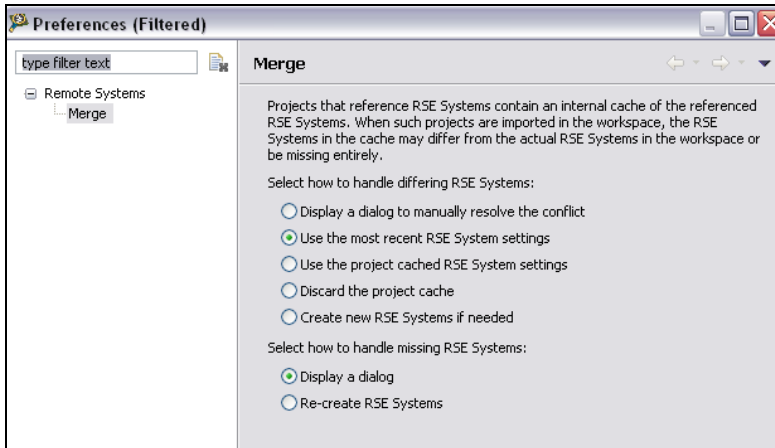 Preferences (Filtered)
type filter text
Remote Systems
Merge
Merge
Projects that reference RSE Systems contain an internal cache of the referenced
RSE Systems. When such projects are imported in the workspace, the RSE
Systems in the cache may differ from the actual RSE Systems in the workspace or
be missing entirely.
Select how to handle differing RSE Systems:
Display a dialog to manually resolve the conflict
Use the most recent RSE System settings
Use the project cached RSE System settings
Discard the project cache
Create new RSE Systems if needed
Select how to handle missing RSE Systems:
Display a dialog
Re-create RSE Systems